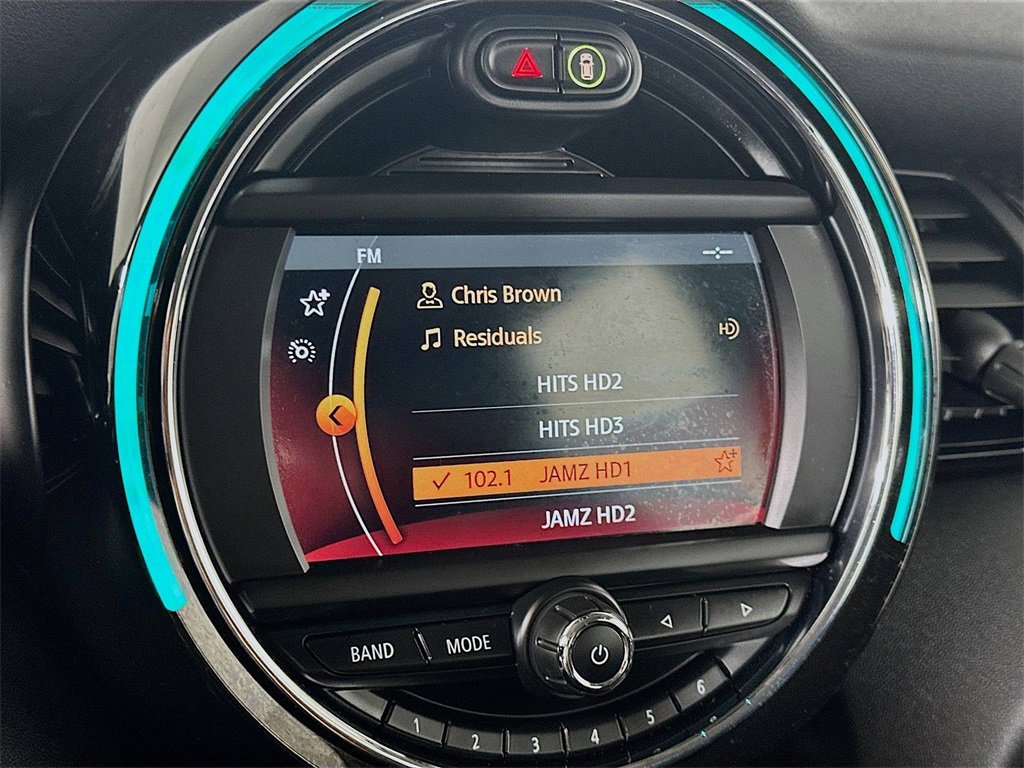 FM
Chris Brown
Residuals
HD
HITS HD2
HITS HD3
102.1 JAMZ HD1
JAMZ HD2
BAND MODE
1 2 3 4 5 6